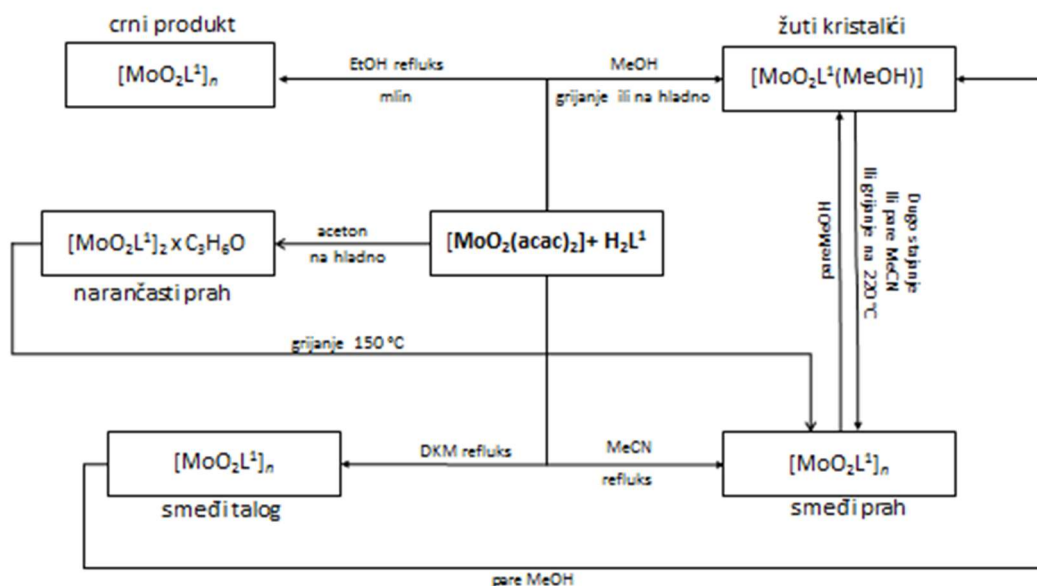 crni produkt
[MoO₂L¹]ₙ
EtOH refluks
mlin
MeOH
grijanje ili na hladno
žuti kristalići
[MoO₂L¹(MeOH)]
[MoO₂L¹]₂ x C₃H₆O
narančasti prah
aceton
na hladno
[MoO₂(acac)₂]+ H₂L¹
pareMeOH
Dugo stajanje
Ili pare MeCN
Ili grijanje na 220 °C
grijanje 150 °C
[MoO₂L¹]ₙ
smeđi talog
DKM refluks
MeCN
refluks
[MoO₂L¹]ₙ
smeđi prah
pare MeOH